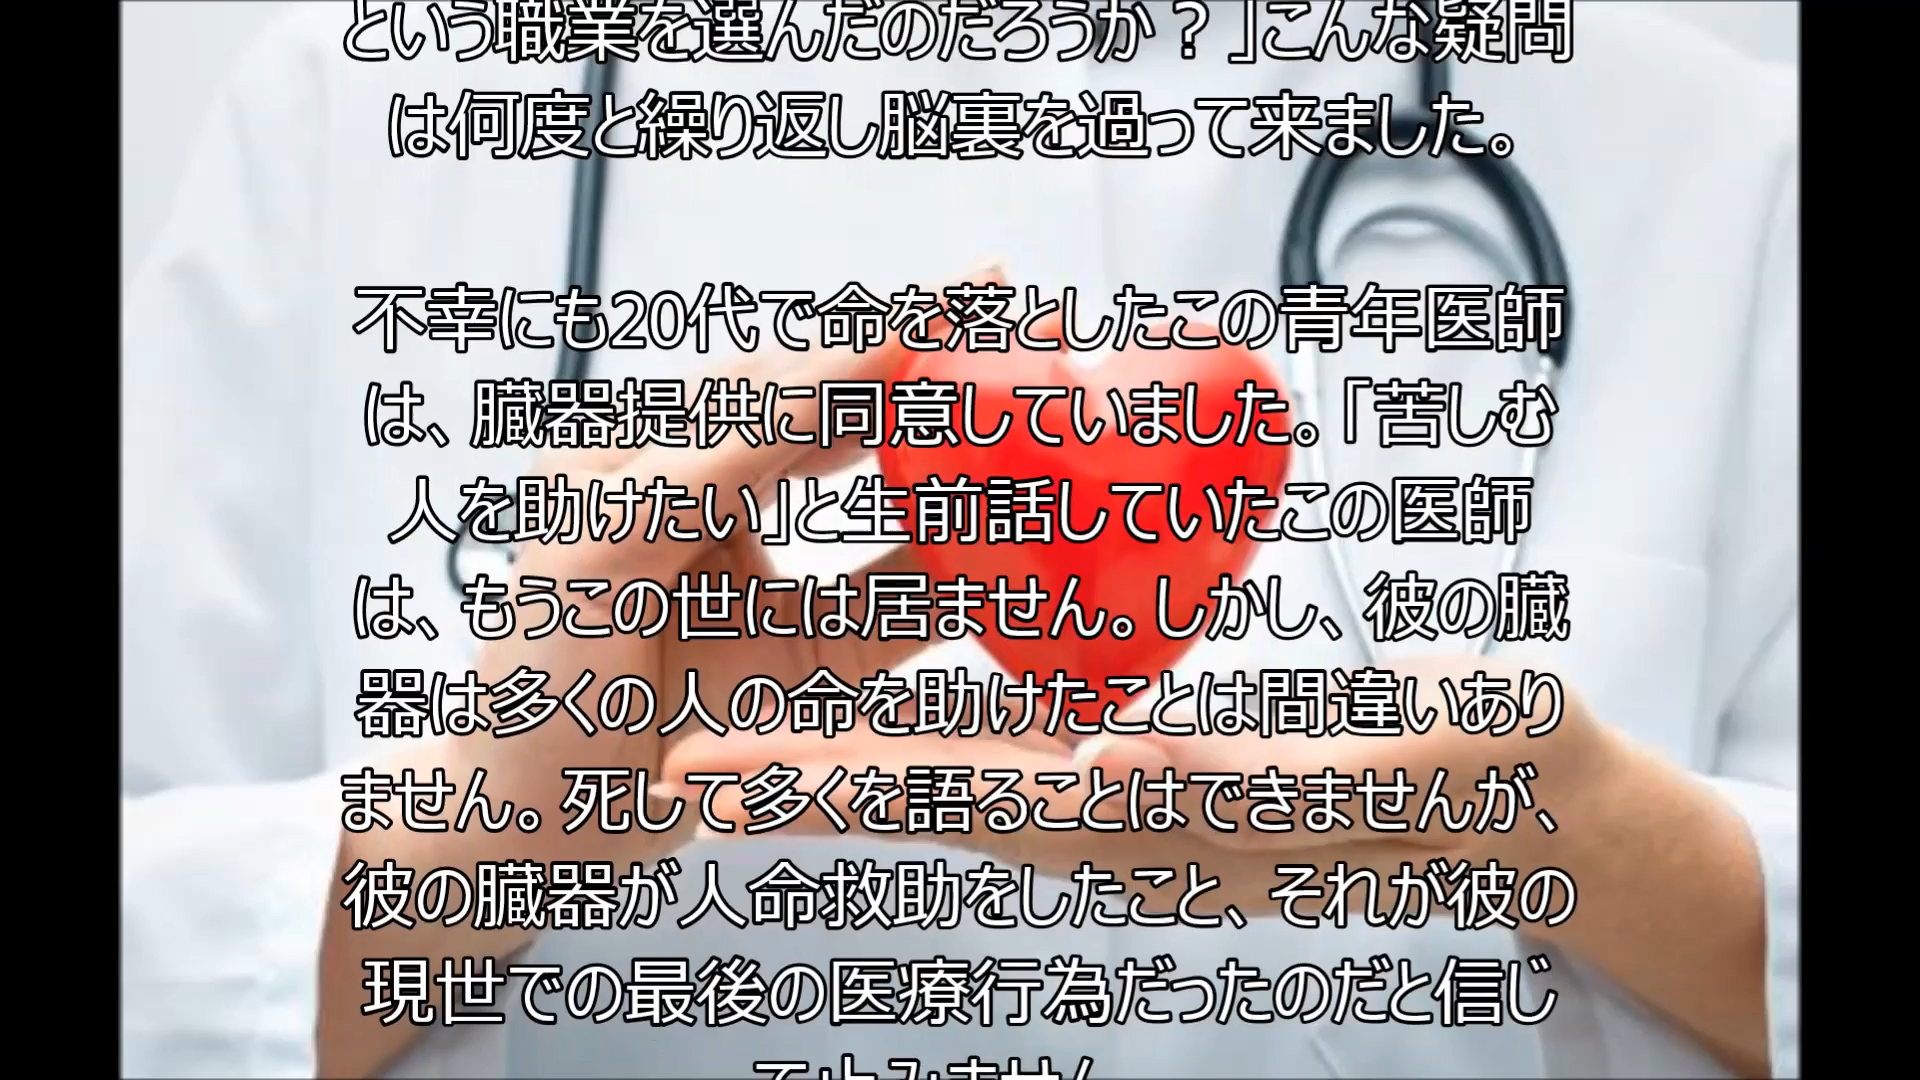 という職業を選んだのだろうか？」こんな疑問
は何度と繰り返し脳裏を過って来ました。
不幸にも20代で命を落としたこの青年医師
は、臓器提供に同意していました。「苦しむ
人を助けたい」と生前話していたこの医師
は、もうこの世には居ません。しかし、彼の臓
器は多くの人の命を助けたことは間違いあり
ません。死して多くを語ることはできませんが、
彼の臓器が人命救助をしたこと、それが彼の
現世での最後の医療行為だったのだと信じ
て止みません